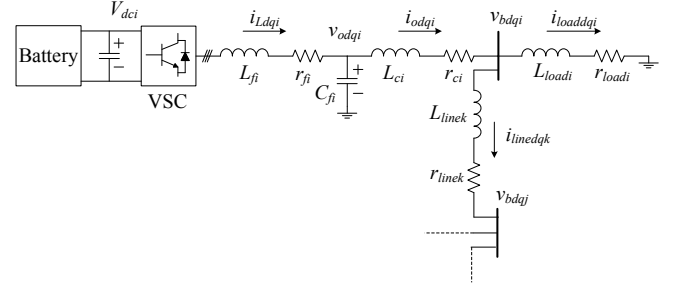 V_dci
i_Ldqi
v_odqi
i_odqi
v_bdqi
i_loaddqi
Battery
+
−
VSC
L_fi
r_fi
C_fi
+
−
L_ci
r_ci
L_loadi
r_loadi
L_linek
i_linedqk
r_linek
v_bdqj